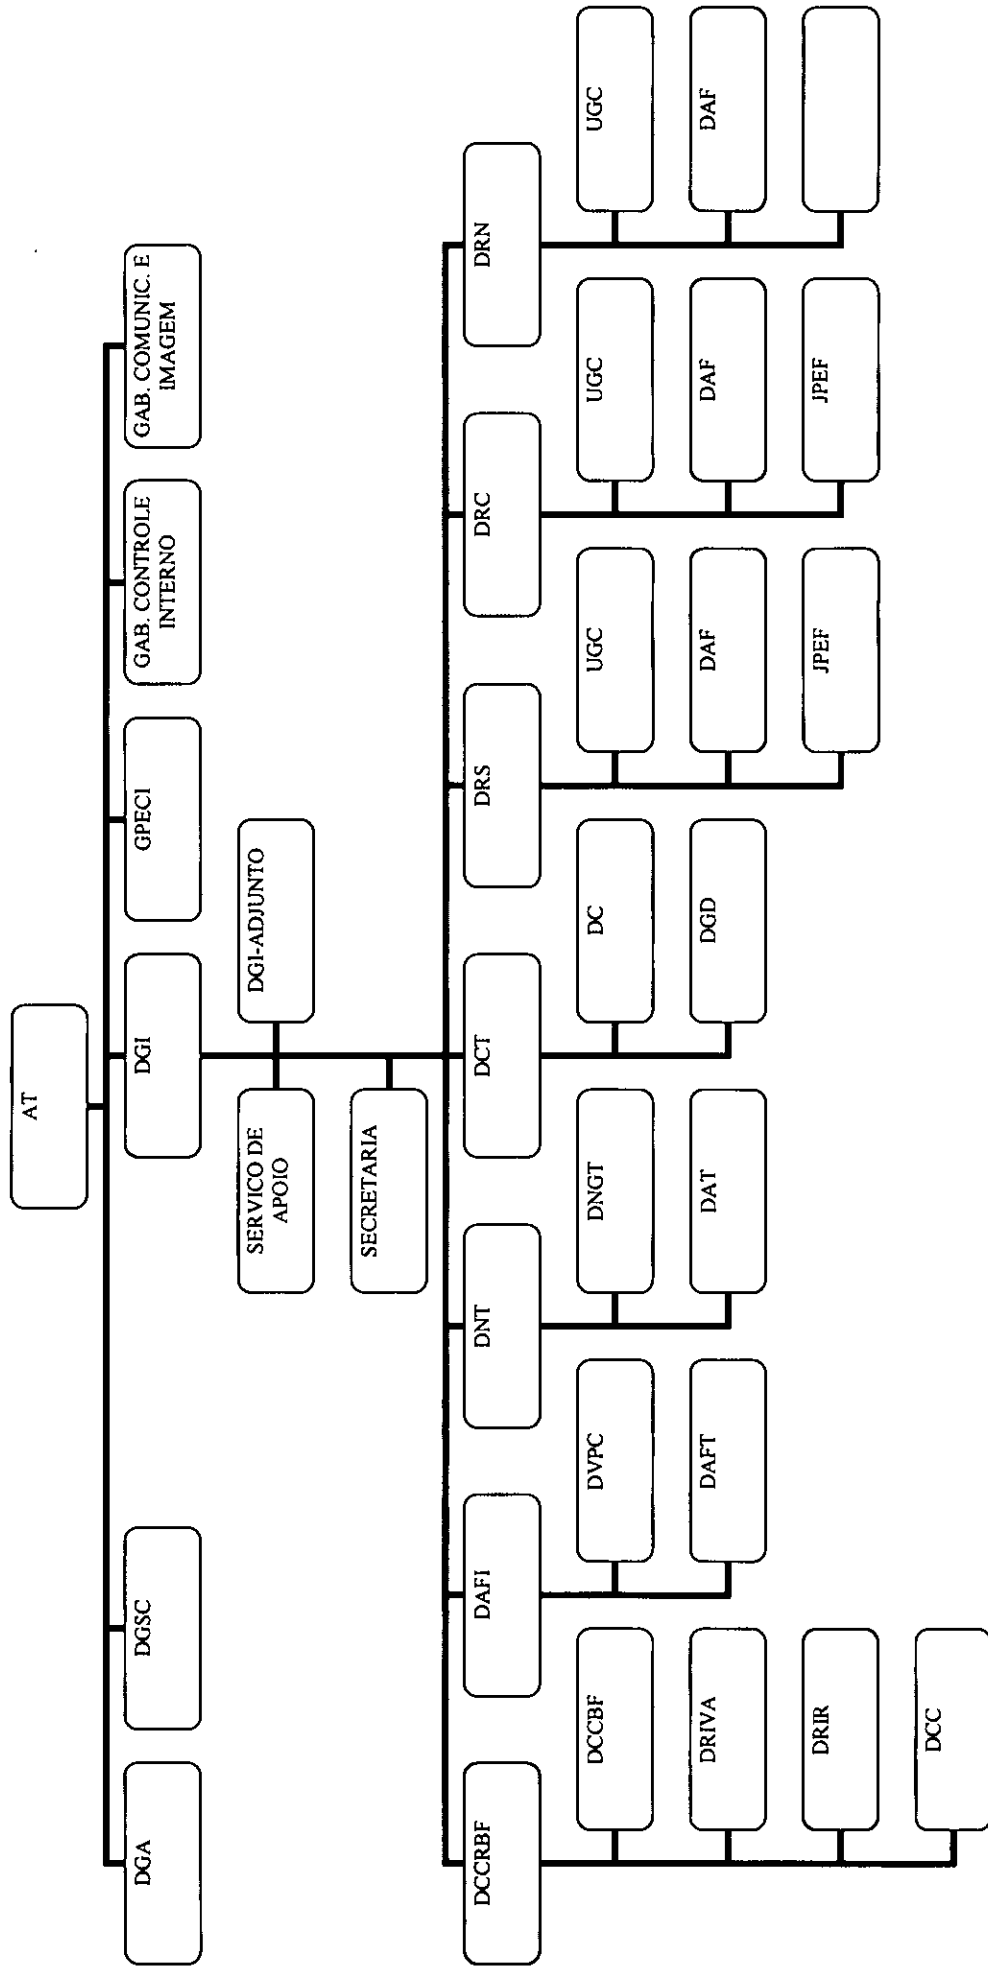 AT
DGA
DGSC
DGI
GPECI
GAB. CONTROLE
INTERNO
GAB. COMUNIC. E
IMAGEM
SERVICO DE
APOIO
DGI-ADJUNTO
SECRETARIA
DCCRBF
DAFI
DNT
DCT
DRS
DRC
DRN
DCCBF
DVPC
DNGT
DC
UGC
UGC
UGC
DRIVA
DAFT
DAT
DGD
DAF
DAF
DAF
DRIR
JPEF
JPEF
DCC